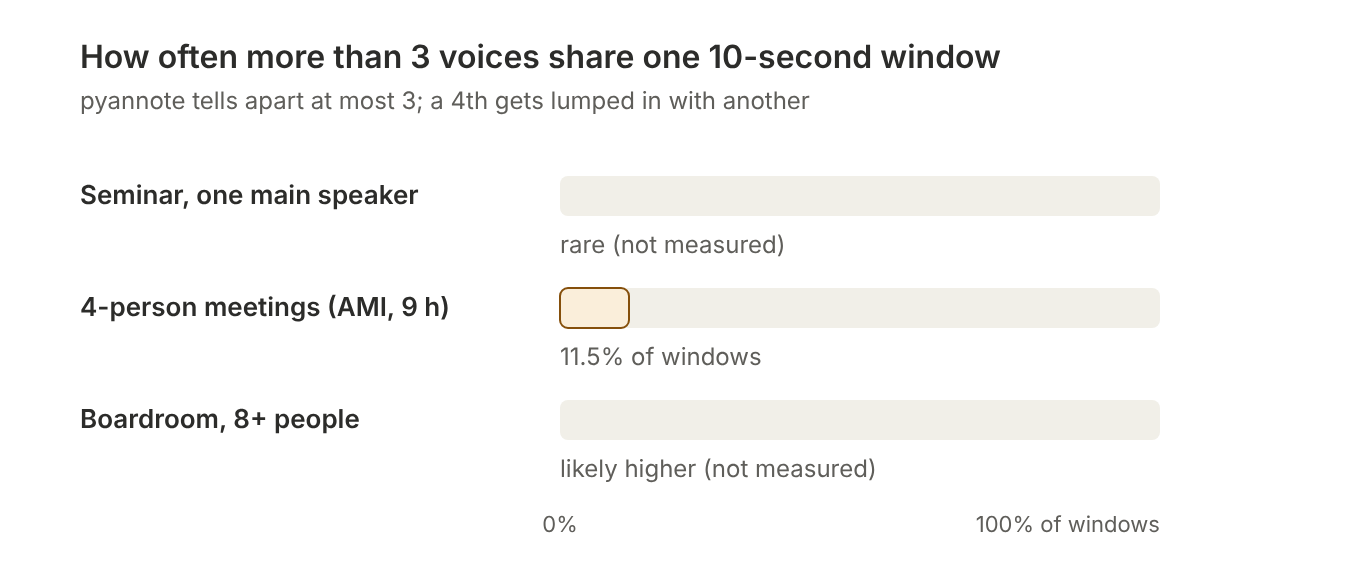 How often more than 3 voices share one 10-second window
pyannote tells apart at most 3; a 4th gets lumped in with another
Seminar, one main speaker
rare (not measured)
4-person meetings (AMI, 9 h)
11.5% of windows
Boardroom, 8+ people
likely higher (not measured)
0%
100% of windows